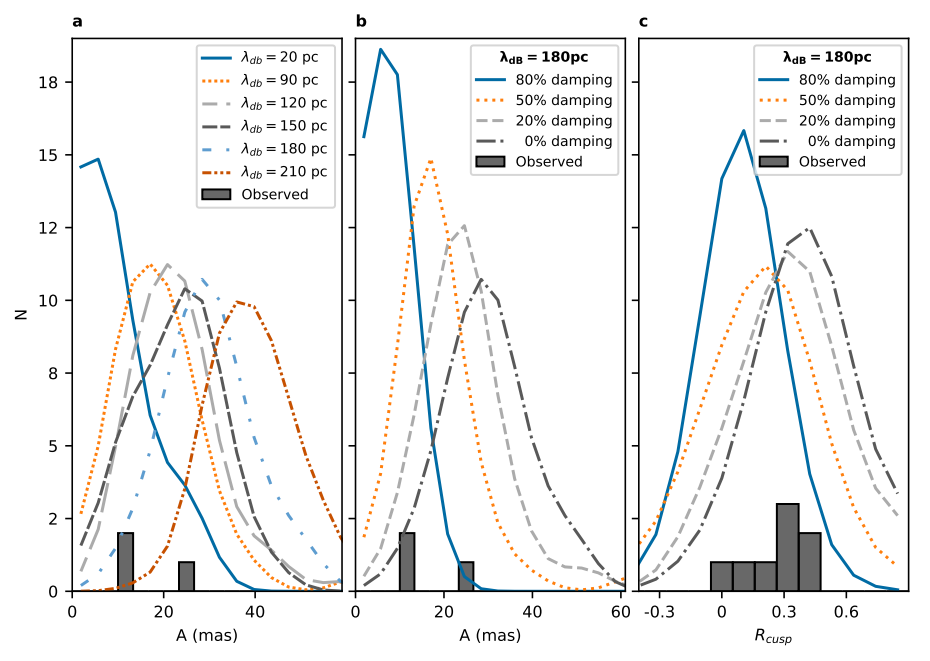 a
b
c
N
18
15
12
10
8
5
2
0
λdb = 20 pc
λdb = 90 pc
λdb = 120 pc
λdb = 150 pc
λdb = 180 pc
λdb = 210 pc
Observed
0 20 40
A (mas)
λdB = 180pc
80% damping
50% damping
20% damping
0% damping
Observed
0 20 40 60
A (mas)
λdB = 180pc
80% damping
50% damping
20% damping
0% damping
Observed
-0.3 0 0.3 0.6
Rcusp